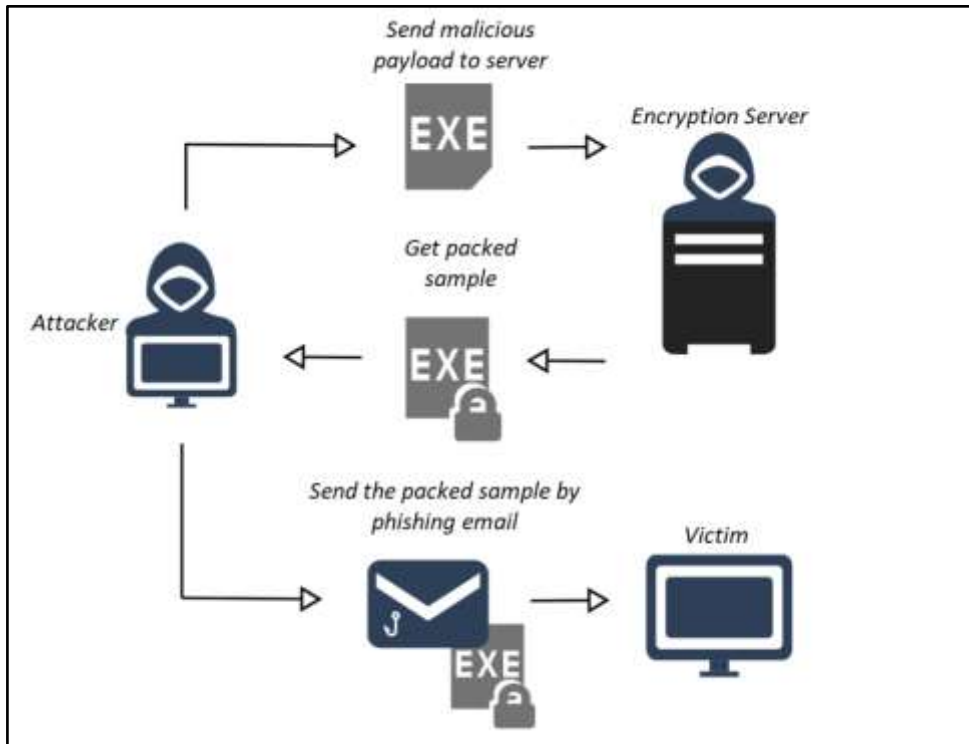 Send malicious
payload to server
EXE
Encryption Server
Get packed
sample
Attacker
EXE
Send the packed sample by
phishing email
Victim
EXE